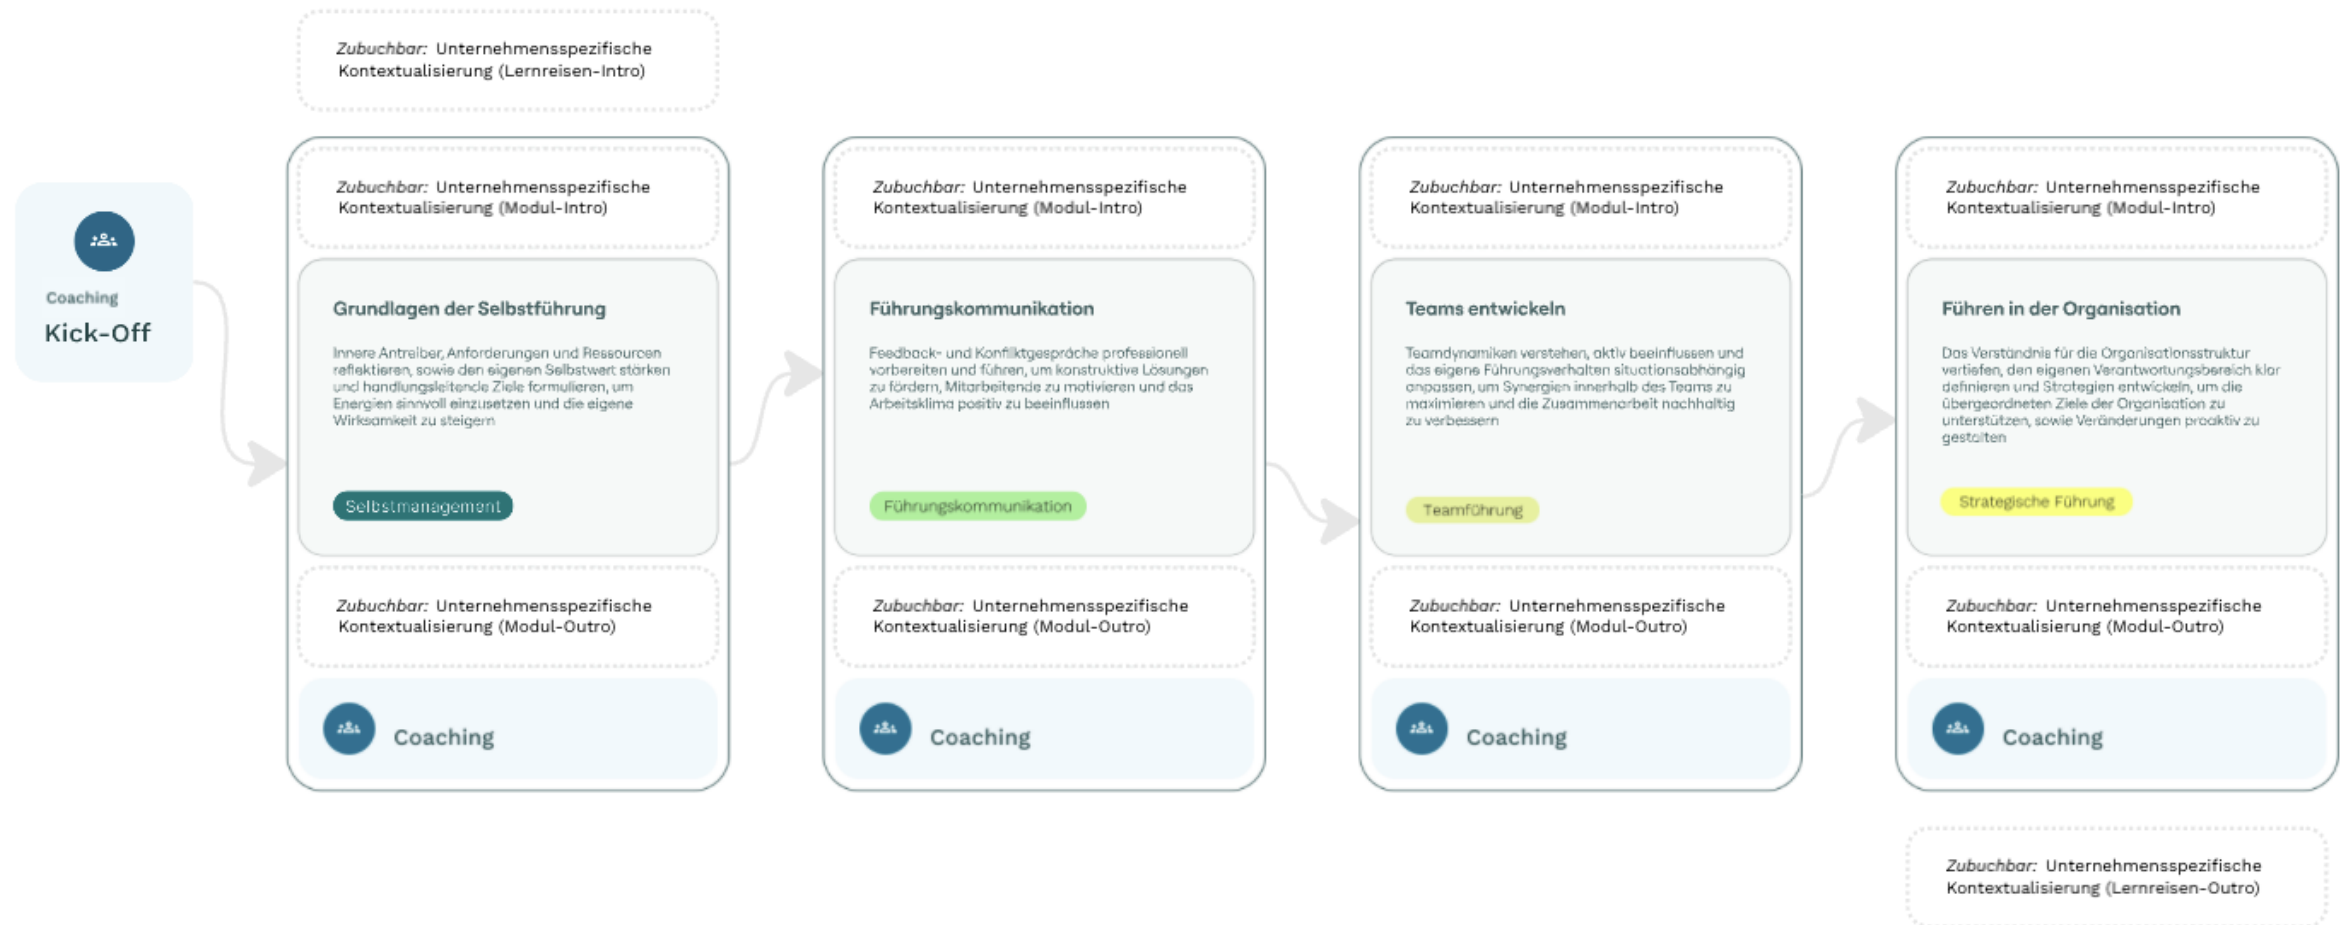 Zubuchbar: Unternehmensspezifische
Kontextualisierung (Lernreisen-Intro)
Coaching
Kick-Off
Zubuchbar: Unternehmensspezifische
Kontextualisierung (Modul-Intro)
Grundlagen der Selbstführung
Innere Antreiber, Anforderungen und Ressourcen
reflektieren, sowie den eigenen Selbstwert stärken
und handlungsleitende Ziele formulieren, um
Energien sinnvoll einzusetzen und die eigene
Wirksamkeit zu steigern
Selbstmanagement
Zubuchbar: Unternehmensspezifische
Kontextualisierung (Modul-Outro)
Coaching
Zubuchbar: Unternehmensspezifische
Kontextualisierung (Modul-Intro)
Führungskommunikation
Feedback- und Konfliktgespräche professionell
vorbereiten und führen, um konstruktive Lösungen
zu fördern, Mitarbeitende zu motivieren und das
Arbeitsklima positiv zu beeinflussen
Führungskommunikation
Zubuchbar: Unternehmensspezifische
Kontextualisierung (Modul-Outro)
Coaching
Zubuchbar: Unternehmensspezifische
Kontextualisierung (Modul-Intro)
Teams entwickeln
Teamdynamiken verstehen, aktiv beeinflussen und
das eigene Führungsverhalten situationsabhängig
anpassen, um Synergien innerhalb des Teams zu
maximieren und die Zusammenarbeit nachhaltig
zu verbessern
Teamführung
Zubuchbar: Unternehmensspezifische
Kontextualisierung (Modul-Outro)
Coaching
Zubuchbar: Unternehmensspezifische
Kontextualisierung (Modul-Intro)
Führen in der Organisation
Das Verständnis für die Organisationsstruktur
vertiefen, den eigenen Verantwortungsbereich klar
definieren und Strategien entwickeln, um die
übergeordneten Ziele der Organisation zu
unterstützen, sowie Veränderungen proaktiv zu
gestalten
Strategische Führung
Zubuchbar: Unternehmensspezifische
Kontextualisierung (Modul-Outro)
Coaching
Zubuchbar: Unternehmensspezifische
Kontextualisierung (Lernreisen-Outro)